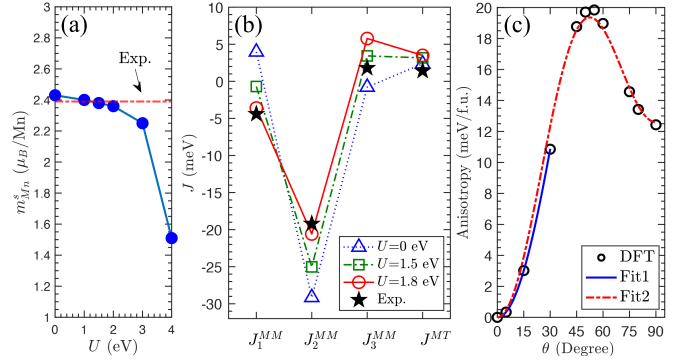 (a)
3
2.8
2.6
2.4
2.2
2
1.8
1.6
1.4
1.2
1
0 1 2 3 4
U (eV)
m^s_{Mn} (μ_B/Mn)
Exp.
(b)
10
5
0
-5
-10
-15
-20
-25
-30
J (meV)
J_1^{MM} J_2^{MM} J_3^{MM} J^{MT}
U=0 eV
U=1.5 eV
U=1.8 eV
Exp.
(c)
20
18
16
14
12
10
8
6
4
2
0
0 15 30 45 60 75 90
θ (Degree)
Anisotropy (meV/f.u.)
DFT
Fit1
Fit2